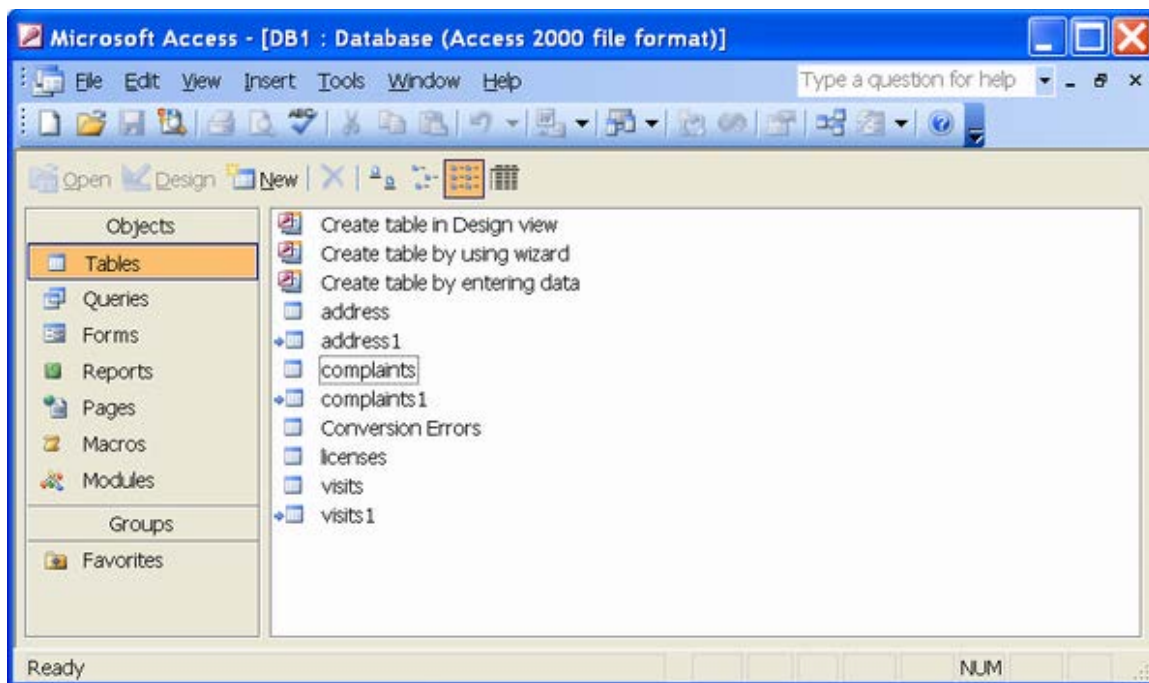 Microsoft Access - [DB1 : Database (Access 2000 file format)]
File Edit View Insert Tools Window Help Type a question for help
ABC
Open Design New
Objects
Tables
Queries
Forms
Reports
Pages
Macros
Modules
Groups
Favorites
Create table in Design view
Create table by using wizard
Create table by entering data
address
address1
complaints
complaints1
Conversion Errors
licenses
visits
visits1
Ready NUM